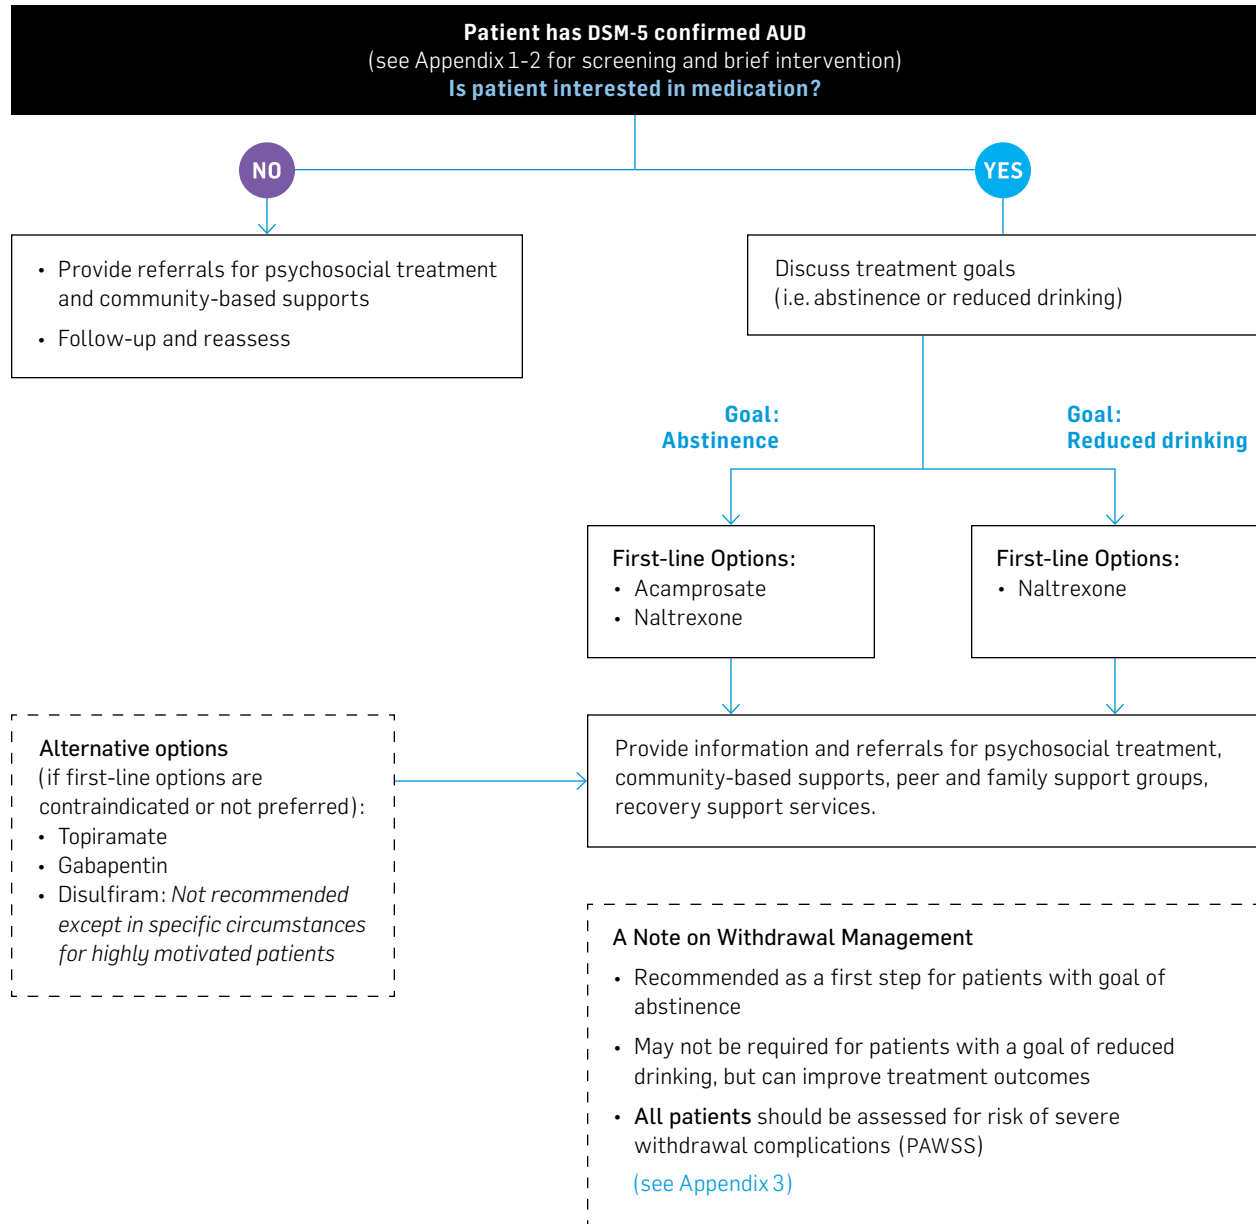 Patient has DSM-5 confirmed AUD
(see Appendix 1-2 for screening and brief intervention)
Is patient interested in medication?
NO
YES
• Provide referrals for psychosocial treatment
and community-based supports
• Follow-up and reassess
Discuss treatment goals
(i.e. abstinence or reduced drinking)
Goal:
Abstinence
Goal:
Reduced drinking
First-line Options:
• Acamprosate
• Naltrexone
First-line Options:
• Naltrexone
Alternative options
(if first-line options are
contraindicated or not preferred):
• Topiramate
• Gabapentin
• Disulfiram: Not recommended
except in specific circumstances
for highly motivated patients
Provide information and referrals for psychosocial treatment,
community-based supports, peer and family support groups,
recovery support services.
A Note on Withdrawal Management
• Recommended as a first step for patients with goal of
abstinence
• May not be required for patients with a goal of reduced
drinking, but can improve treatment outcomes
• All patients should be assessed for risk of severe
withdrawal complications (PAWSS)
(see Appendix 3)